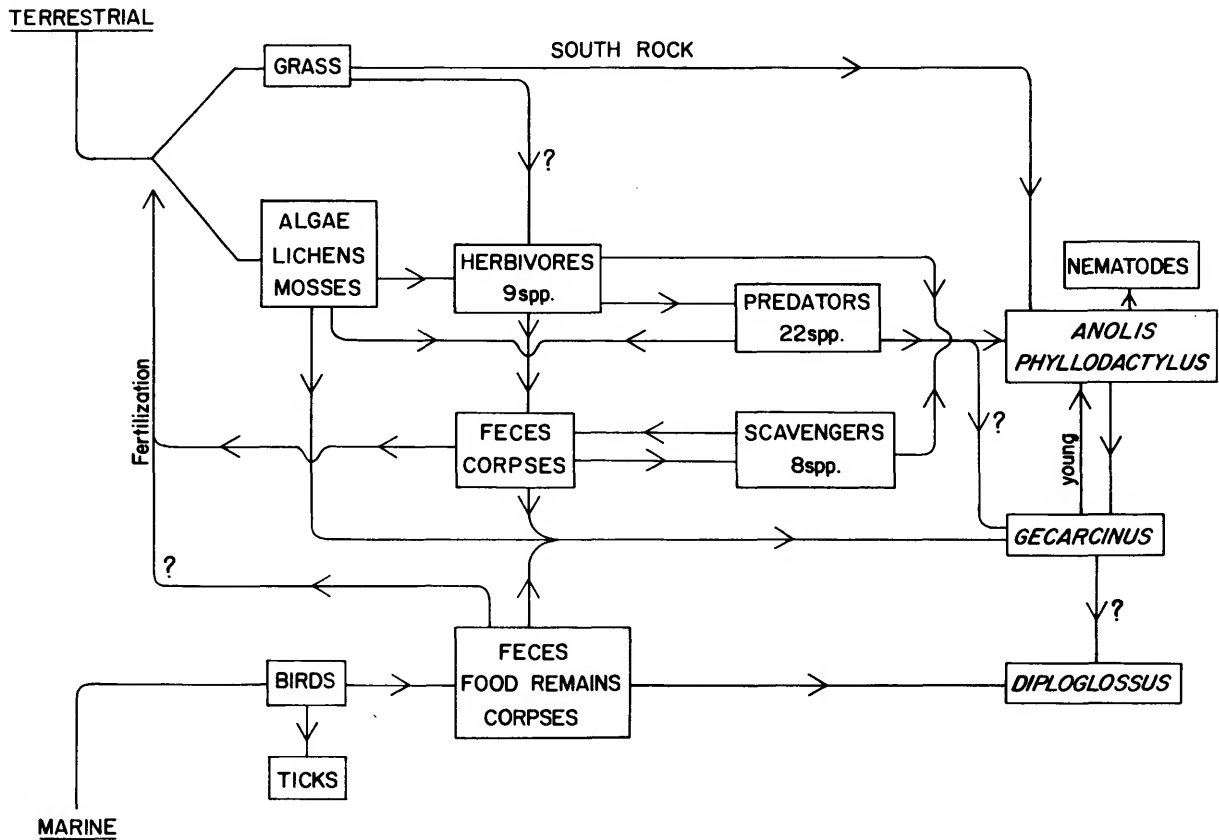 TERRESTRIAL
GRASS
SOUTH ROCK
?
ALGAE
LICHENS
MOSSES
HERBIVORES
9spp.
PREDATORS
22spp.
NEMATODES
ANOLIS
PHYLLODACTYLUS
Fertilization
FECES
CORPSES
SCAVENGERS
8spp.
?
young
GECARCINUS
?
?
FECES
FOOD REMAINS
CORPSES
BIRDS
DIPLOGLOSSUS
TICKS
MARINE